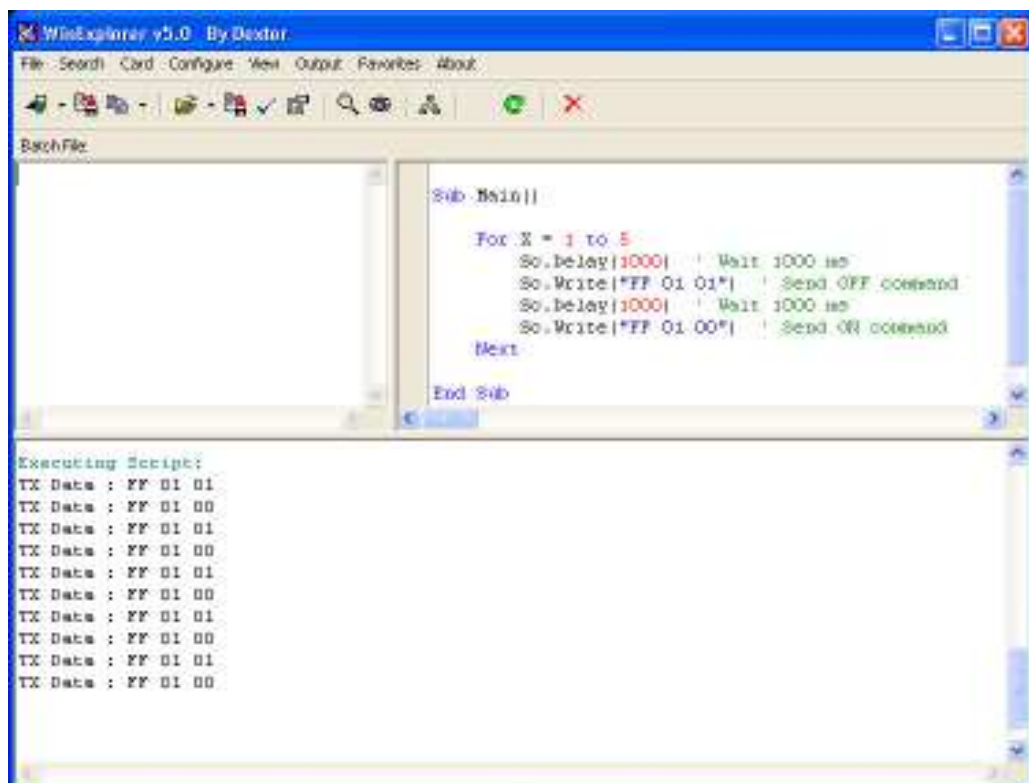 WinExplorer v5.0 By Dexter
File Search Card Configure View Output Favorites About
Batch File:
Sub Main()
For X = 1 to 5
Sc.Delay(1000) ' Wait 1000 ms
Sc.Write("FF 01 01") ' Send OFF command
Sc.Delay(1000) ' Wait 1000 ms
Sc.Write("FF 01 00") ' Send ON command
Next
End Sub
Executing Script:
TX Data : FF 01 01
TX Data : FF 01 00
TX Data : FF 01 01
TX Data : FF 01 00
TX Data : FF 01 01
TX Data : FF 01 00
TX Data : FF 01 01
TX Data : FF 01 00
TX Data : FF 01 01
TX Data : FF 01 00